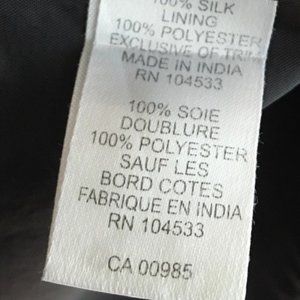 100% SILK
LINING
100% POLYESTER
EXCLUSIVE OF TRIM
MADE IN INDIA
RN 104533
100% SOIE
DOUBLURE
100% POLYESTER
SAUF LES
BORD COTES
FABRIQUE EN INDIA
RN 104533
CA 00985